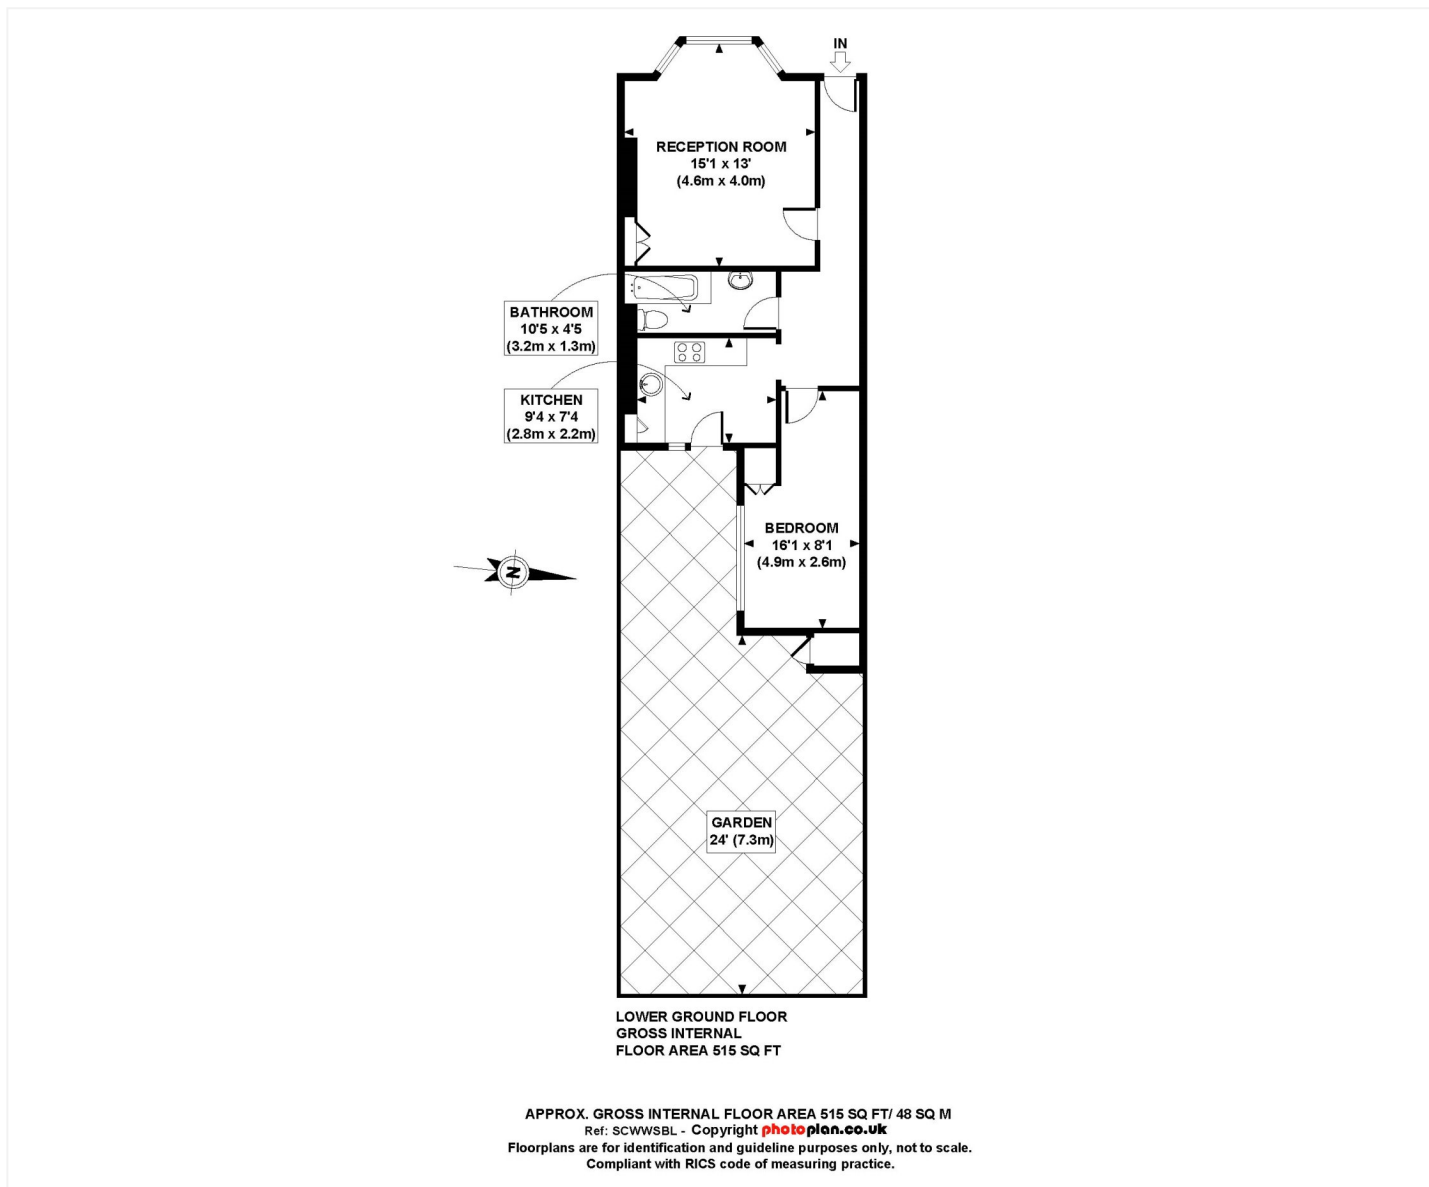 IN
RECEPTION ROOM
15'1 x 13'
(4.6m x 4.0m)
BATHROOM
10'5 x 4'5
(3.2m x 1.3m)
KITCHEN
9'4 x 7'4
(2.8m x 2.2m)
BEDROOM
16'1 x 8'1
(4.9m x 2.6m)
N
GARDEN
24' (7.3m)
LOWER GROUND FLOOR
GROSS INTERNAL
FLOOR AREA 515 SQ FT
APPROX. GROSS INTERNAL FLOOR AREA 515 SQ FT/ 48 SQ M
Ref: SCWWSBL - Copyright photoplan.co.uk
Floorplans are for identification and guideline purposes only, not to scale.
Compliant with RICS code of measuring practice.